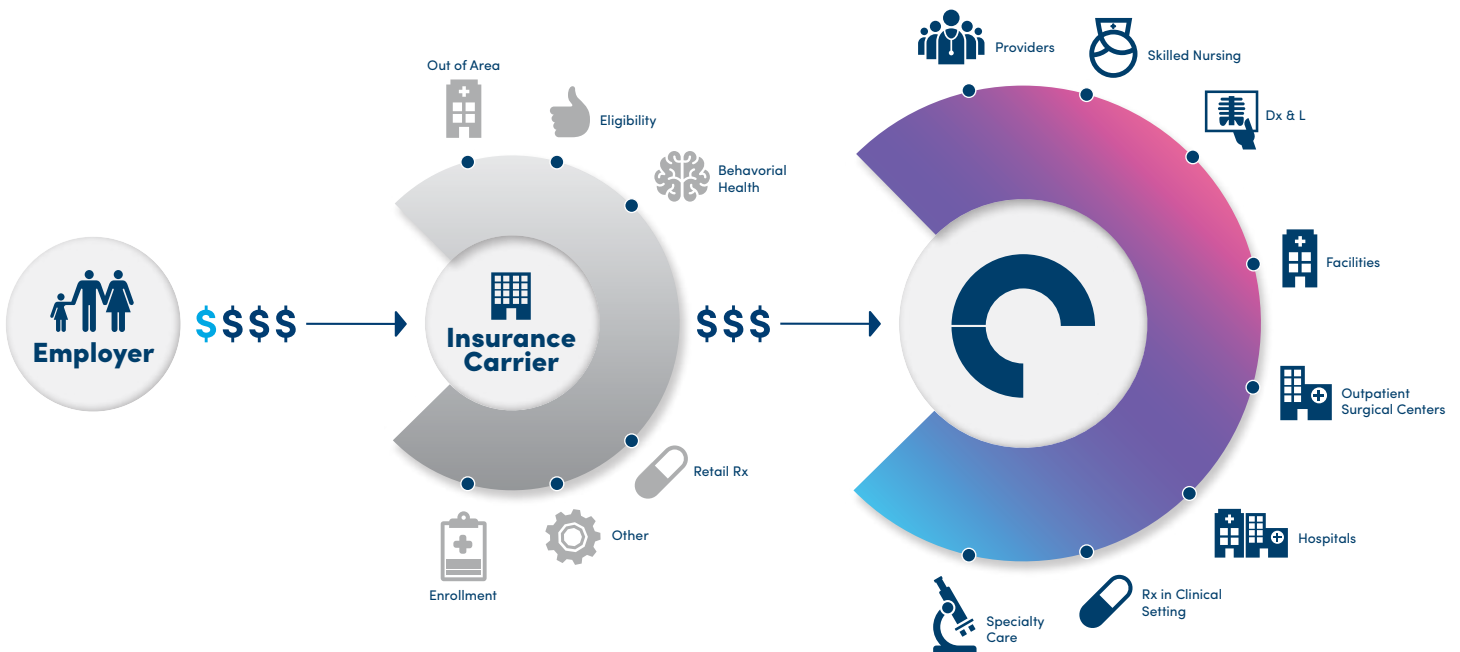 Employer
$$$$
Out of Area
Eligibility
Behavorial
Health
Insurance
Carrier
Retail Rx
Other
Enrollment
$$$
Providers
Skilled Nursing
Dx & L
Facilities
Outpatient
Surgical Centers
Hospitals
Rx in Clinical
Setting
Specialty
Care